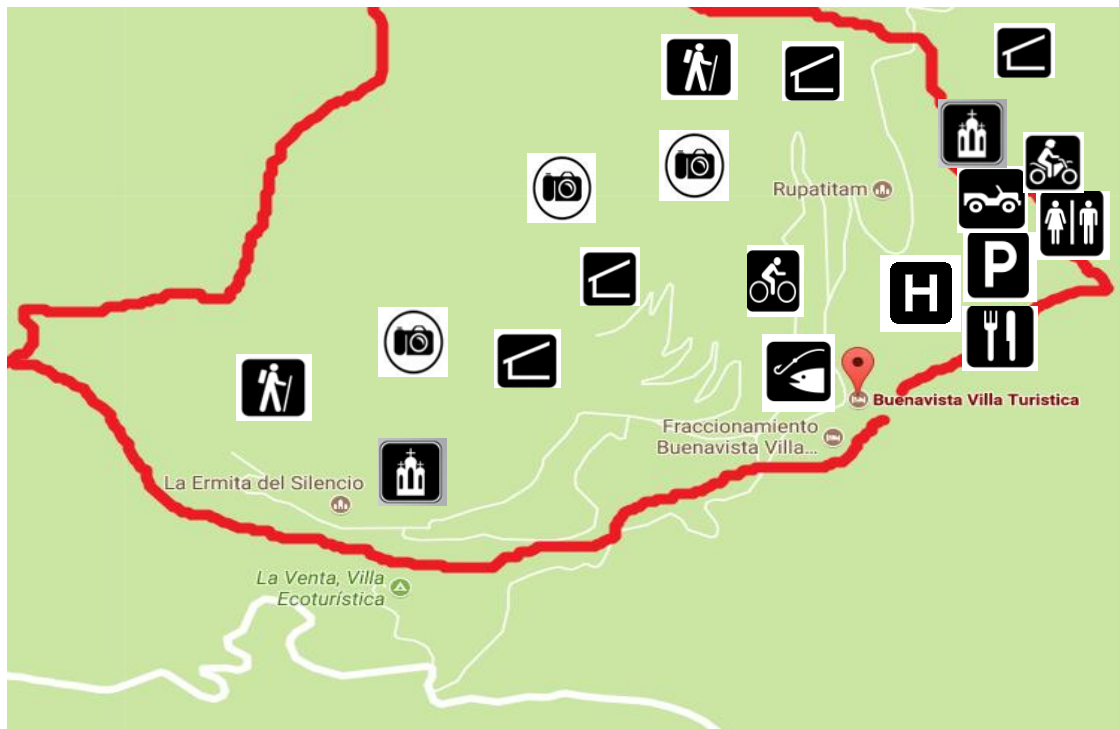 Rupatitam
H
P
Buenavista Villa Turistica
Fraccionamiento
Buenavista Villa...
La Ermita del Silencio
La Venta, Villa
Ecoturística